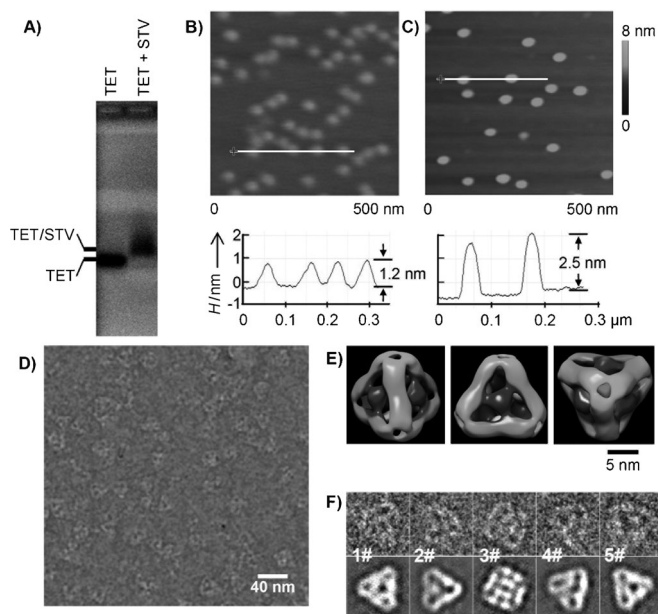 A)
TET
TET + STV
TET/STV
TET
B)
0
500 nm
H/nm
2
1
0
-1
1.2 nm
0
0.1
0.2
0.3
C)
0
500 nm
8 nm
0
2.5 nm
0
0.1
0.2
0.3 µm
D)
40 nm
E)
5 nm
F)
1#
2#
3#
4#
5#